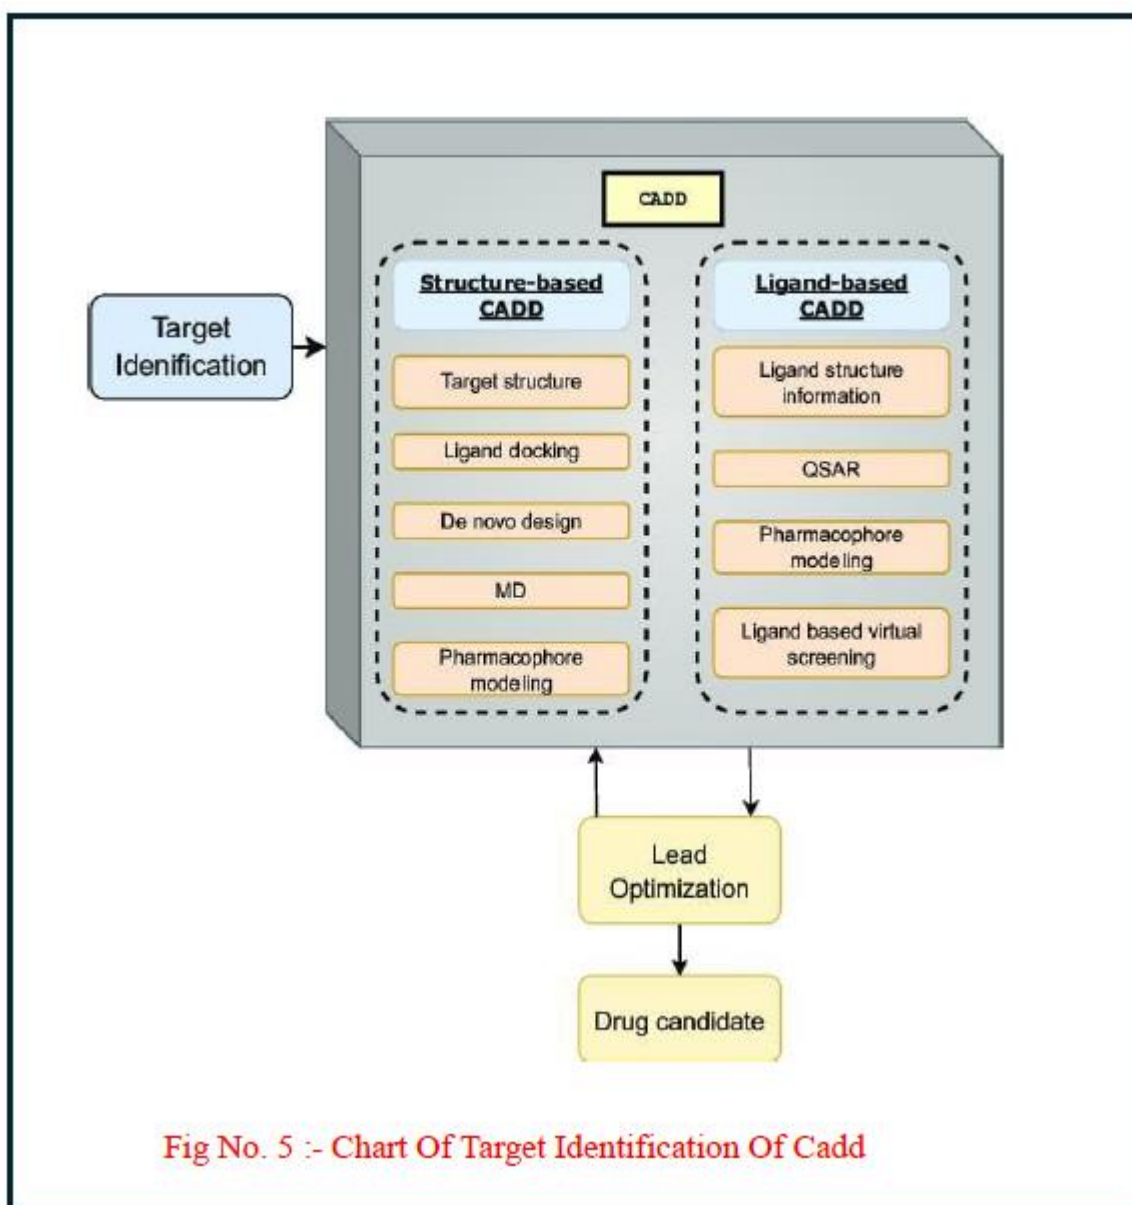 CADD
Target
Idenification
Structure-based
CADD
Target structure
Ligand docking
De novo design
MD
Pharmacophore
modeling
Ligand-based
CADD
Ligand structure
information
QSAR
Pharmacophore
modeling
Ligand based virtual
screening
Lead
Optimization
Drug candidate
Fig No. 5 :- Chart Of Target Identification Of Cadd